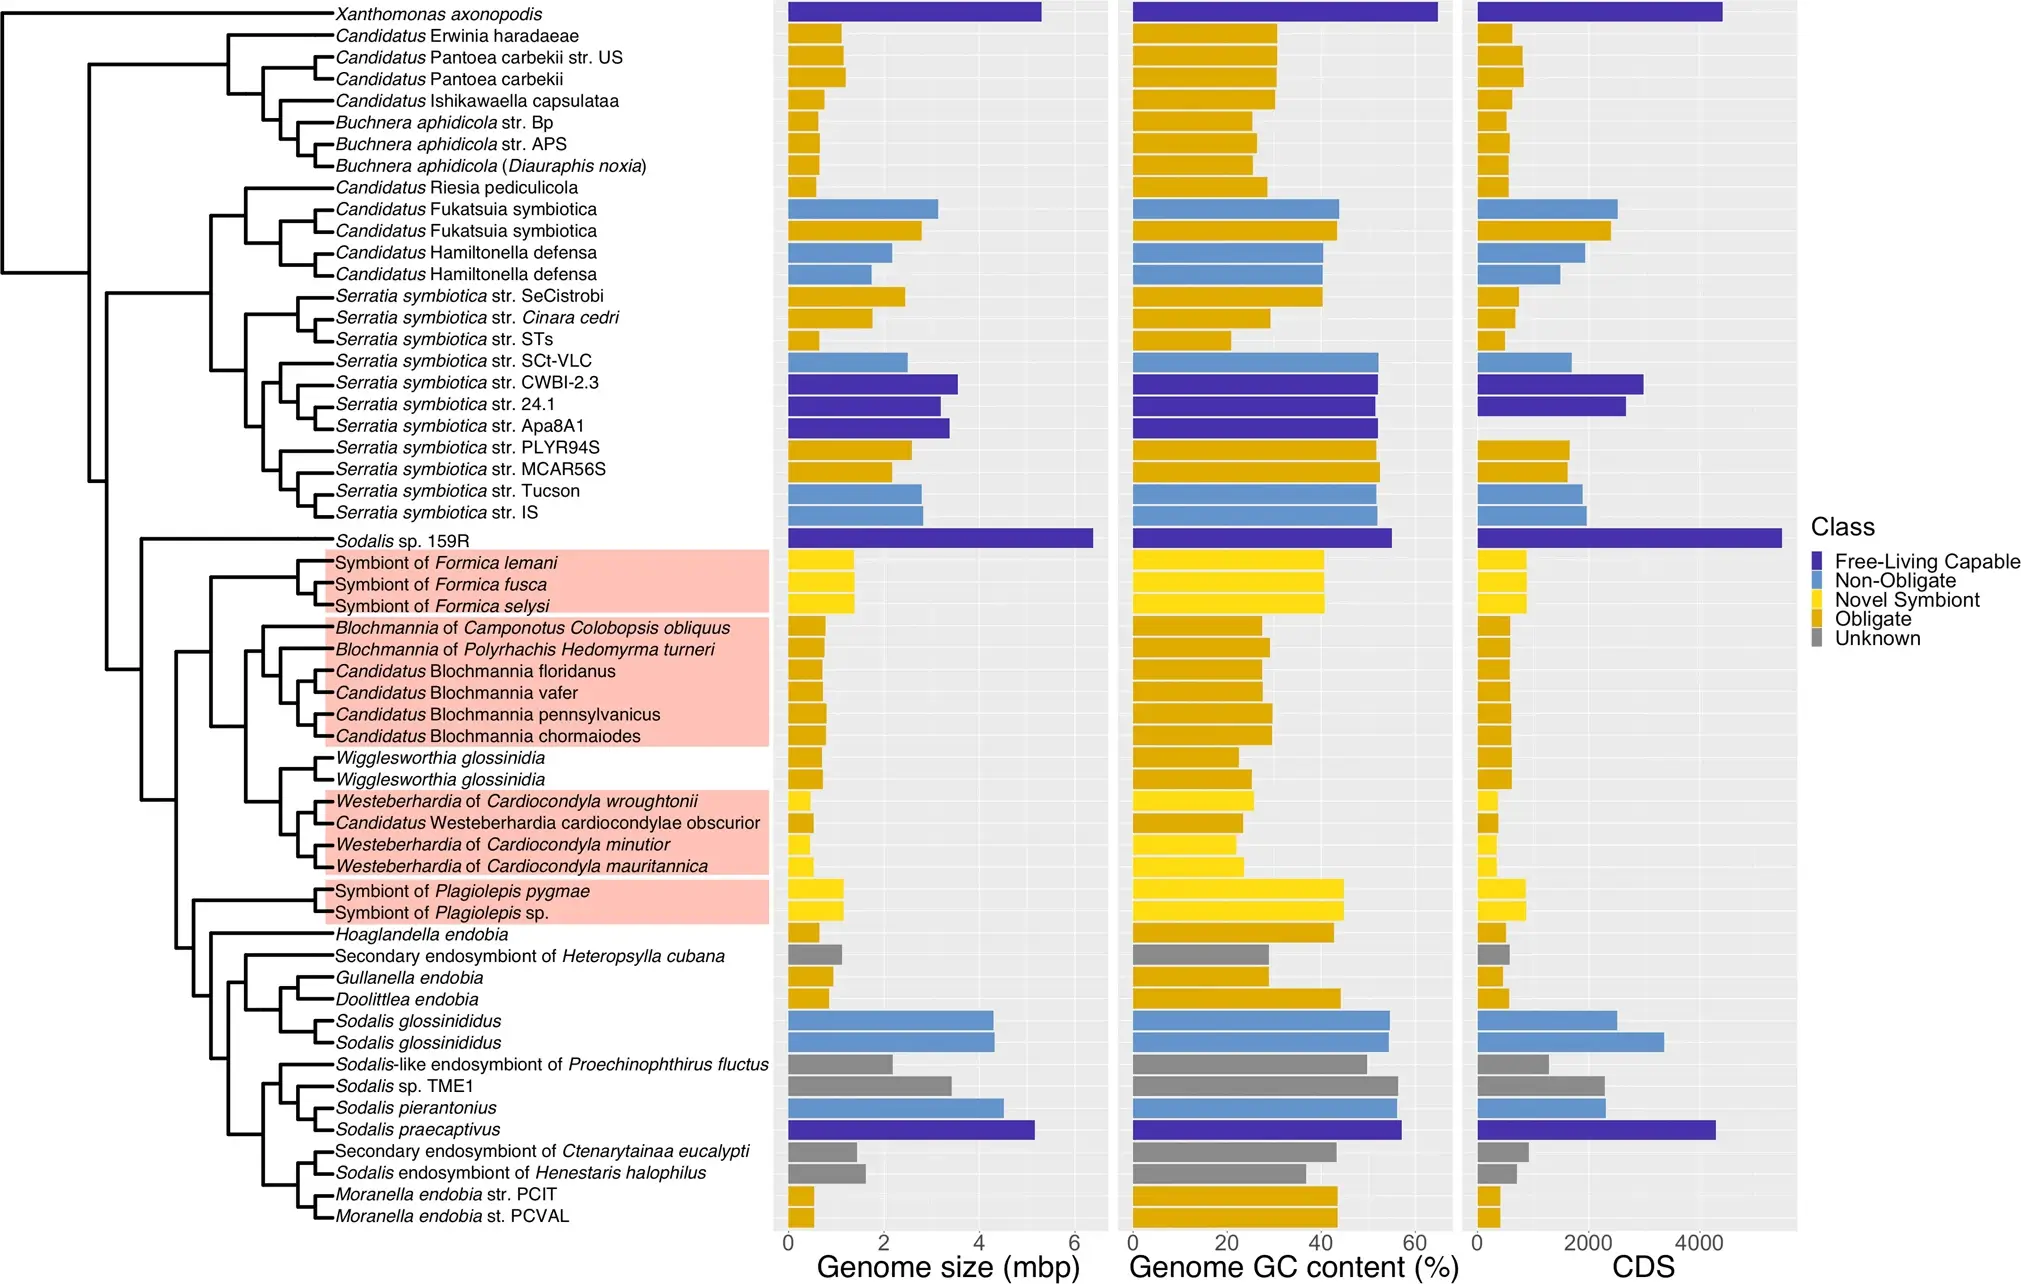 Xanthomonas axonopodis
Candidatus Erwinia haradaeae
Candidatus Pantoea carbekii str. US
Candidatus Pantoea carbekii
Candidatus Ishikawaella capsulataa
Buchnera aphidicola str. Bp
Buchnera aphidicola str. APS
Buchnera aphidicola (Diauraphis noxia)
Candidatus Riesia pediculicola
Candidatus Fukatsuia symbiotica
Candidatus Fukatsuia symbiotica
Candidatus Hamiltonella defensa
Candidatus Hamiltonella defensa
Serratia symbiotica str. SeCistrobi
Serratia symbiotica str. Cinara cedri
Serratia symbiotica str. STs
Serratia symbiotica str. SCt-VLC
Serratia symbiotica str. CWBI-2.3
Serratia symbiotica str. 24.1
Serratia symbiotica str. Apa8A1
Serratia symbiotica str. PLYR94S
Serratia symbiotica str. MCAR56S
Serratia symbiotica str. Tucson
Serratia symbiotica str. IS
Sodalis sp. 159R
Symbiont of Formica lemani
Symbiont of Formica fusca
Symbiont of Formica selysi
Blochmannia of Camponotus Colobopsis obliquus
Blochmannia of Polyrhachis Hedomyrma turneri
Candidatus Blochmannia floridanus
Candidatus Blochmannia vafer
Candidatus Blochmannia pennsylvanicus
Candidatus Blochmannia chormaiodes
Wigglesworthia glossinidia
Wigglesworthia glossinidia
Westeberhardia of Cardiocondyla wroughtonii
Candidatus Westeberhardia cardiocondylae obscurior
Westeberhardia of Cardiocondyla minutior
Westeberhardia of Cardiocondyla mauritannica
Symbiont of Plagiolepis pygmae
Symbiont of Plagiolepis sp.
Hoaglandella endobia
Secondary endosymbiont of Heteropsylla cubana
Gullanella endobia
Doolittlea endobia
Sodalis glossinididus
Sodalis glossinididus
Sodalis-like endosymbiont of Proechinophthirus fluctus
Sodalis sp. TME1
Sodalis pierantonius
Sodalis praecaptivus
Secondary endosymbiont of Ctenarytainaa eucalypti
Sodalis endosymbiont of Henestaris halophilus
Moranella endobia str. PCIT
Moranella endobia st. PCVAL
0 2 4 6
Genome size (mbp)
0 20 40 60
Genome GC content (%)
0 2000 4000
CDS
Class
Free-Living Capable
Non-Obligate
Novel Symbiont
Obligate
Unknown